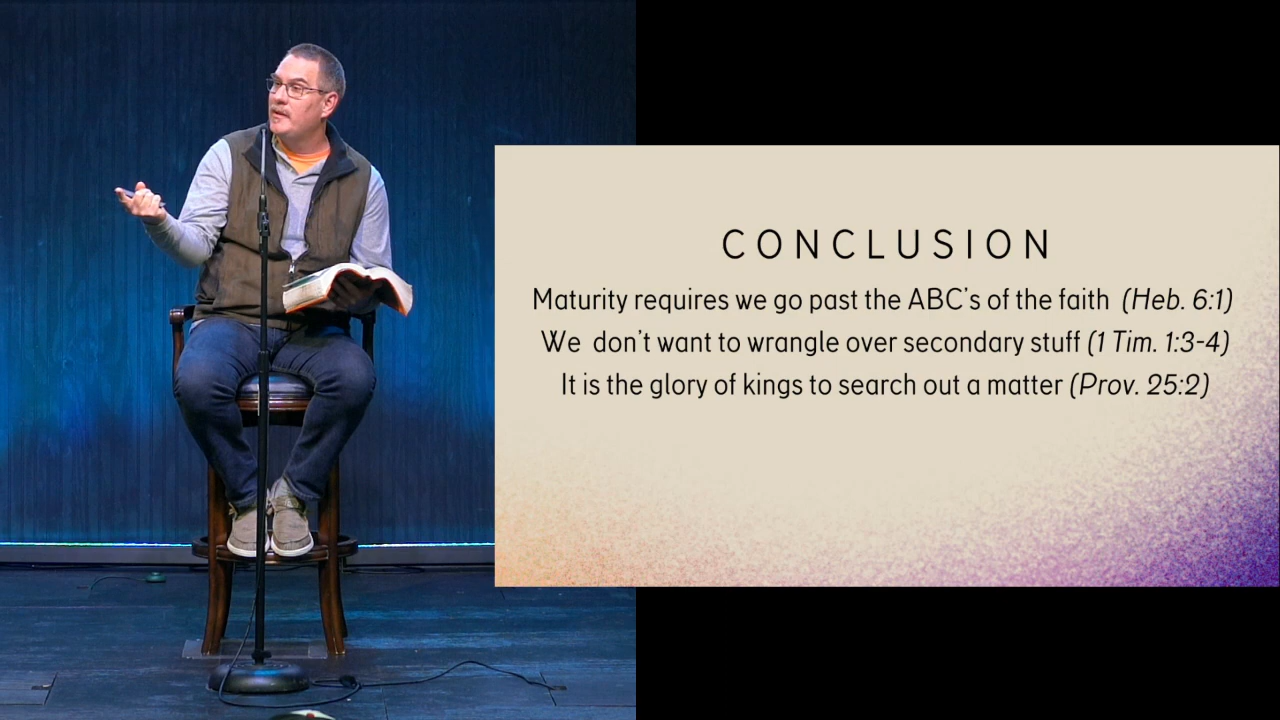 CONCLUSION
Maturity requires we go past the ABC's of the faith (Heb. 6:1)
We don't want to wrangle over secondary stuff (1 Tim. 1:3-4)
It is the glory of kings to search out a matter (Prov. 25:2)